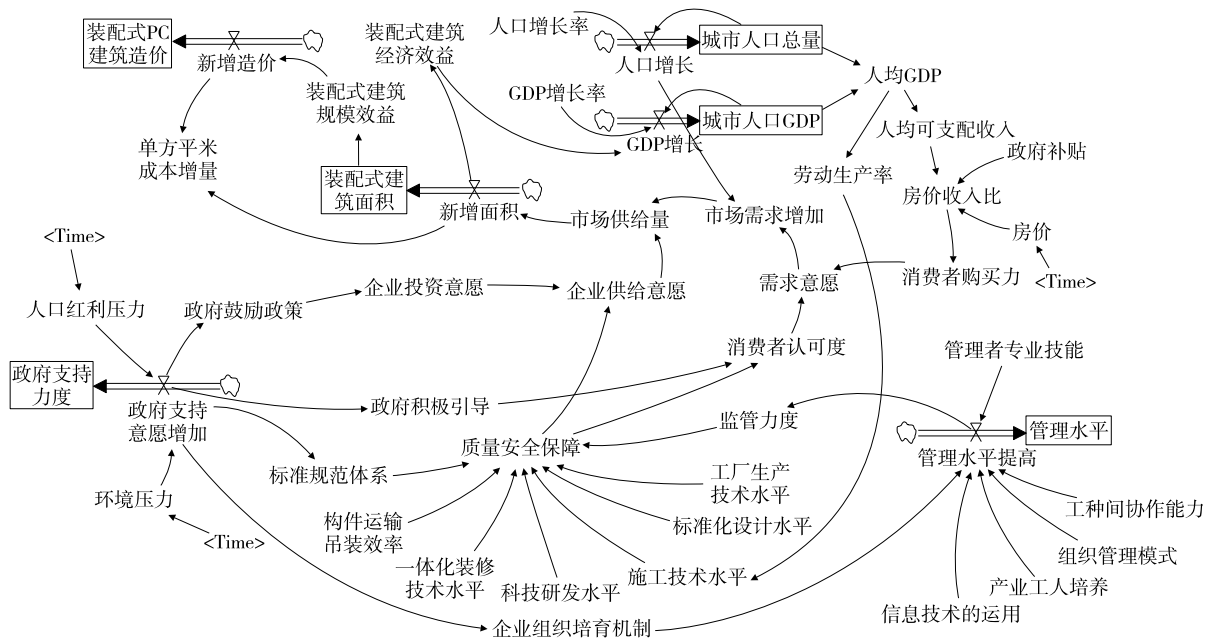 装配式PC
建筑造价
新增造价
装配式建筑
经济效益
人口增长率
人口增长
城市人口总量
人均GDP
装配式建筑
规模效益
GDP增长率
GDP增长
城市人口GDP
人均可支配收入
政府补贴
单方平米
成本增量
装配式建
筑面积
新增面积
市场供给量
市场需求增加
劳动生产率
房价收入比
房价
<Time>
<Time>
人口红利压力
政府鼓励政策
企业投资意愿
企业供给意愿
需求意愿
消费者购买力
消费者认可度
管理者专业技能
政府支持
力度
政府支持
意愿增加
政府积极引导
监管力度
管理水平
管理水平提高
质量安全保障
标准规范体系
环境压力
<Time>
工厂生产
技术水平
标准化设计水平
构件运输
吊装效率
一体化装修
技术水平
科技研发水平
施工技术水平
工种间协作能力
组织管理模式
产业工人培养
信息技术的运用
企业组织培育机制